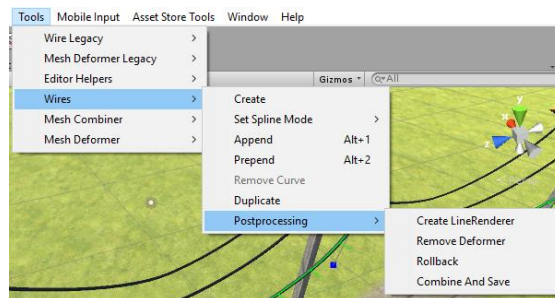 Tools Mobile Input Asset Store Tools Window Help
Wire Legacy
Mesh Deformer Legacy
Editor Helpers
Gizmos All
Wires
Create
Mesh Combiner
Set Spline Mode
Mesh Deformer
Append Alt+1
Prepend Alt+2
Remove Curve
Duplicate
Postprocessing
Create LineRenderer
Remove Deformer
Rollback
Combine And Save
y
x
z